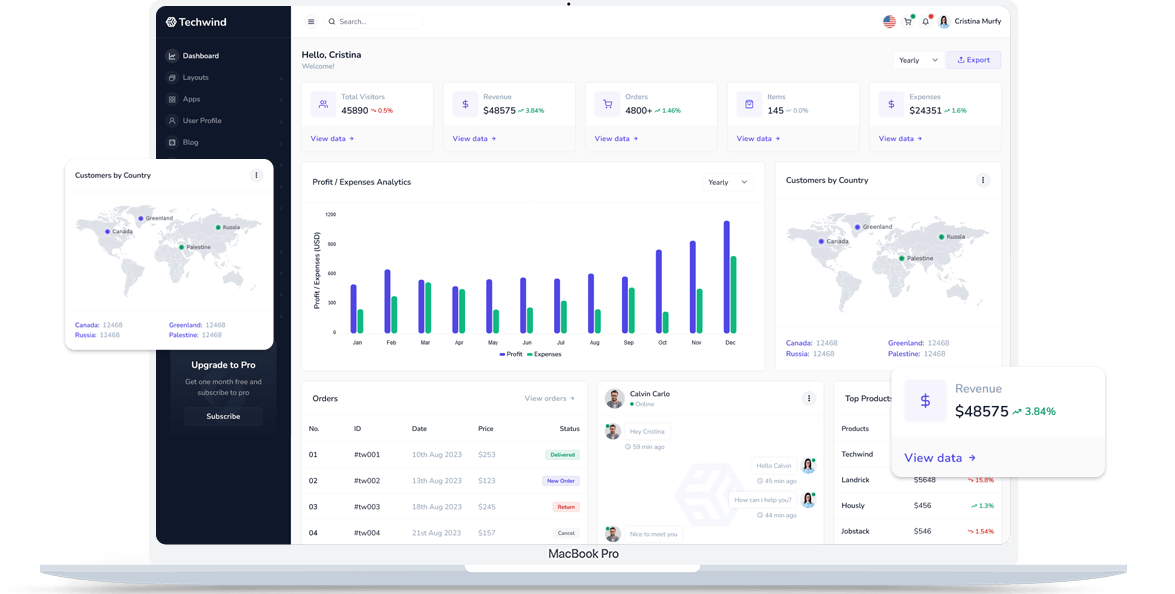 Techwind
Search...
Cristina Murfy
Dashboard
Layouts
Apps
User Profile
Blog
Hello, Cristina
Welcome!
Yearly
Export
Total Visitors
45890 0.5%
View data
Revenue
$48575 3.84%
View data
Orders
4800+ 1.46%
View data
Items
145 0.0%
View data
Expenses
$24351 1.6%
View data
Customers by Country
Greenland
Canada
Russia
Palestine
Canada: 12468
Greenland: 12468
Russia: 12468
Palestine: 12468
Upgrade to Pro
Get one month free and
subscribe to pro
Subscribe
Profit / Expenses Analytics
Yearly
Profit / Expenses (USD)
1200
900
600
300
0
Jan Feb Mar Apr May Jun Jul Aug Sep Oct Nov Dec
Profit Expenses
Customers by Country
Greenland
Canada
Russia
Palestine
Canada: 12468
Greenland: 12468
Russia: 12468
Palestine: 12468
Orders
View orders
No. ID Date Price Status
01 #tw001 10th Aug 2023 $253 Delivered
02 #tw002 13th Aug 2023 $123 New Order
03 #tw003 18th Aug 2023 $245 Return
04 #tw004 21st Aug 2023 $157 Cancel
Calvin Carlo
Online
Hey Cristina
59 min ago
Hello Calvin
45 min ago
How can i help you?
44 min ago
Nice to meet you
Top Products
Products
Techwind
Landrick $5648 15.8%
Hously $456 1.3%
Jobstack $546 1.54%
Revenue
$48575 3.84%
View data
MacBook Pro